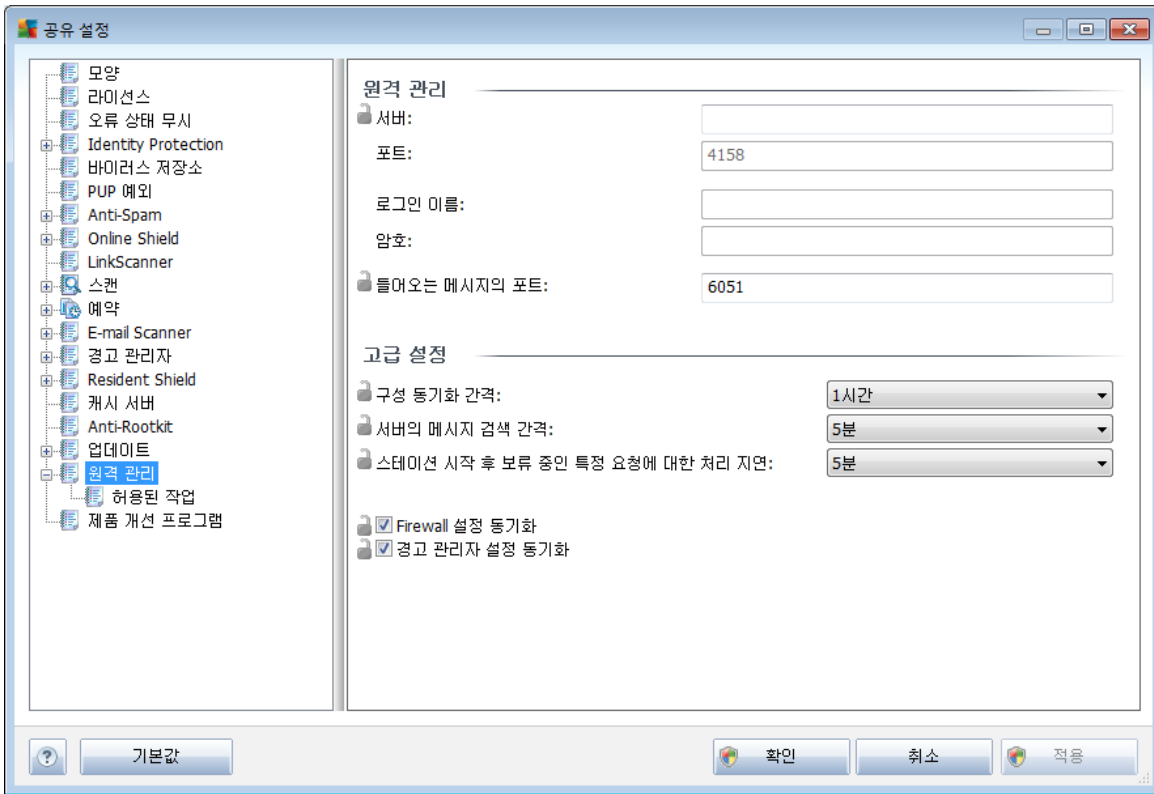 공유 설정
모양
라이선스
오류 상태 무시
Identity Protection
바이러스 저장소
PUP 예외
Anti-Spam
Online Shield
LinkScanner
스캔
예약
E-mail Scanner
경고 관리자
Resident Shield
캐시 서버
Anti-Rootkit
업데이트
원격 관리
허용된 작업
제품 개선 프로그램
원격 관리
서버:
포트: 4158
로그인 이름:
암호:
들어오는 메시지의 포트: 6051
고급 설정
구성 동기화 간격: 1시간
서버의 메시지 검색 간격: 5분
스테이션 시작 후 보류 중인 특정 요청에 대한 처리 지연: 5분
Firewall 설정 동기화
경고 관리자 설정 동기화
? 기본값 확인 취소 적용